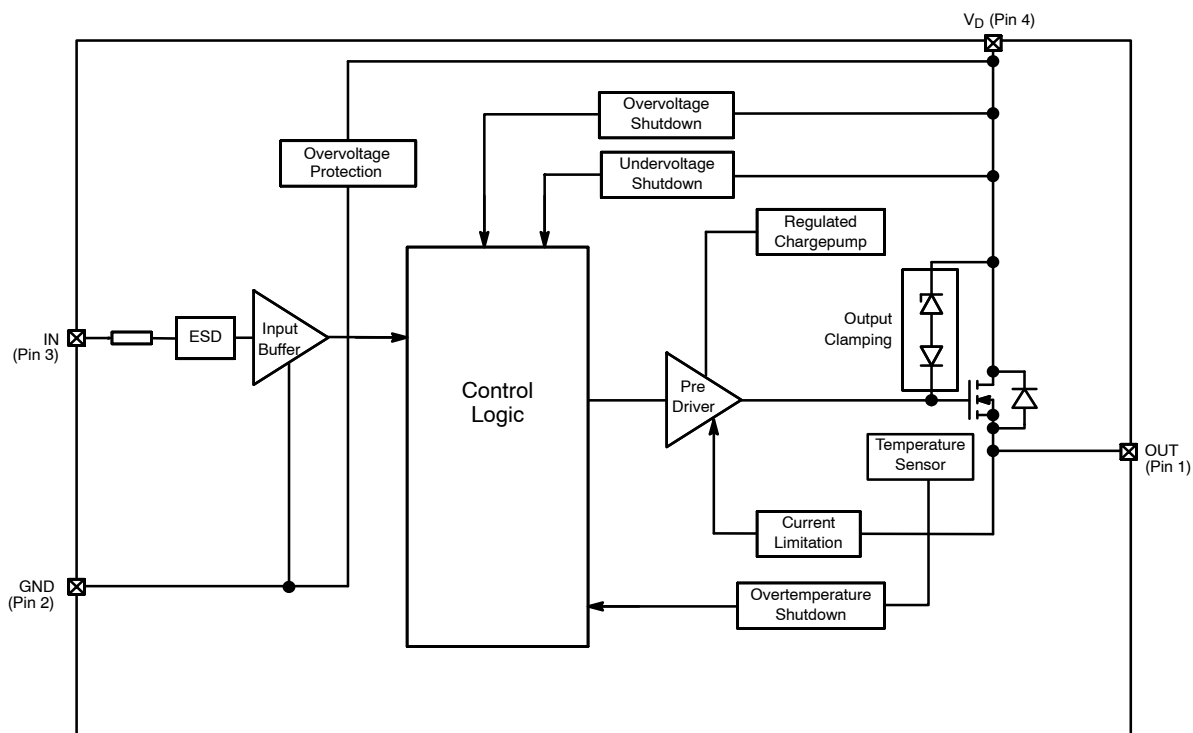 VD (Pin 4)
Overvoltage
Shutdown
Overvoltage
Protection
Undervoltage
Shutdown
Regulated
Chargepump
IN
(Pin 3)
ESD
Input
Buffer
Output
Clamping
Control
Logic
Pre
Driver
Temperature
Sensor
OUT
(Pin 1)
Current
Limitation
GND
(Pin 2)
Overtemperature
Shutdown